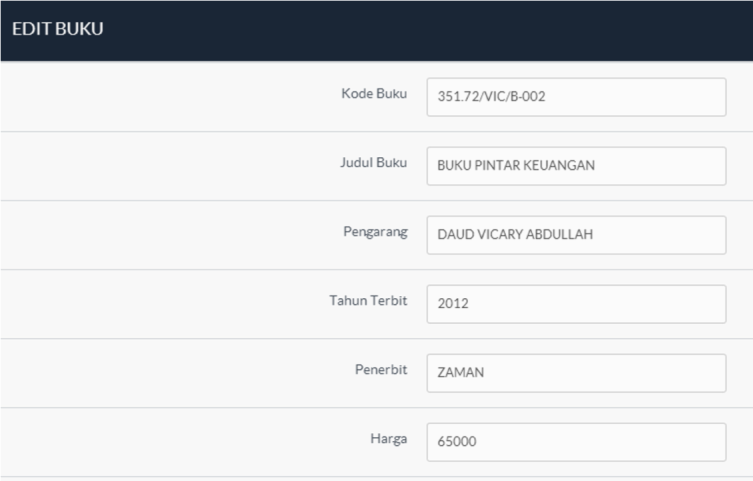 EDIT BUKU
Kode Buku 351.72/VIC/B-002
Judul Buku BUKU PINTAR KEUANGAN
Pengarang DAUD VICARY ABDULLAH
Tahun Terbit 2012
Penerbit ZAMAN
Harga 65000